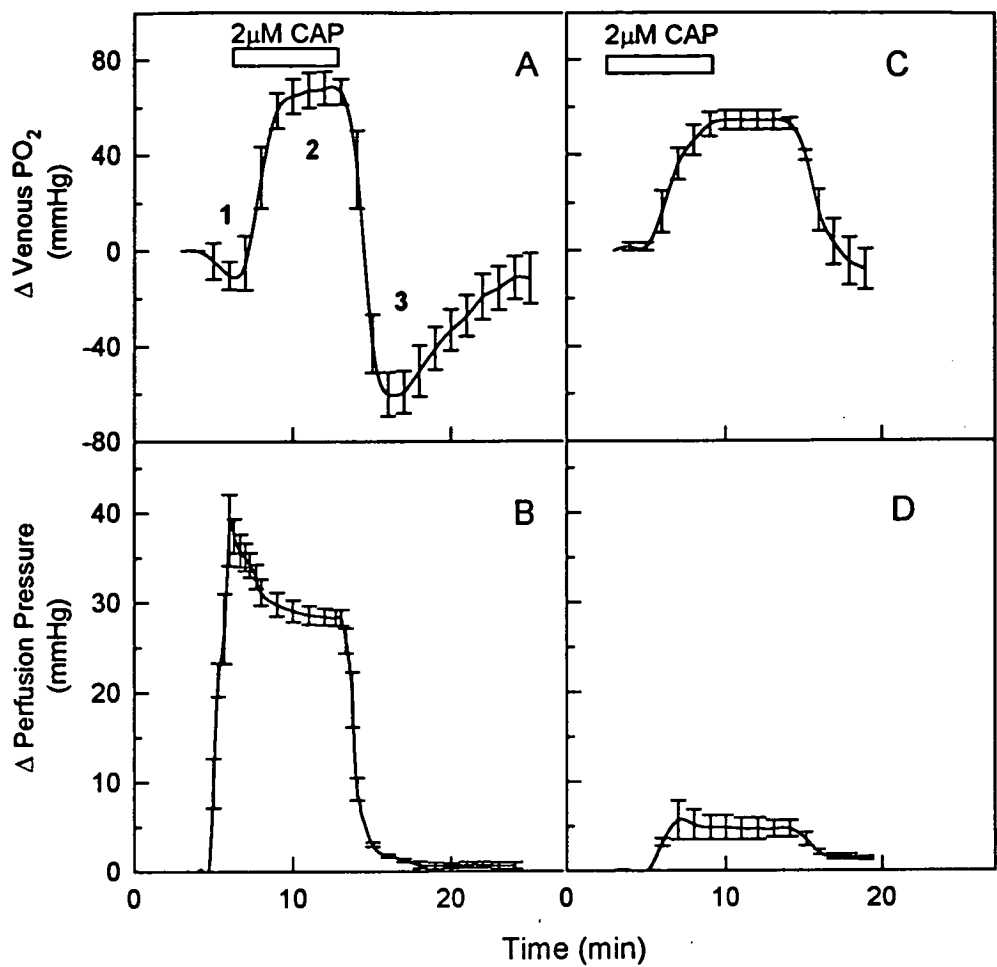 2μM CAP
A
80
40
0
-40
-80
1
2
3
Δ Venous PO2
(mmHg)
2μM CAP
C
B
40
30
20
10
0
Δ Perfusion Pressure
(mmHg)
D
0
10
20
0
10
20
Time (min)